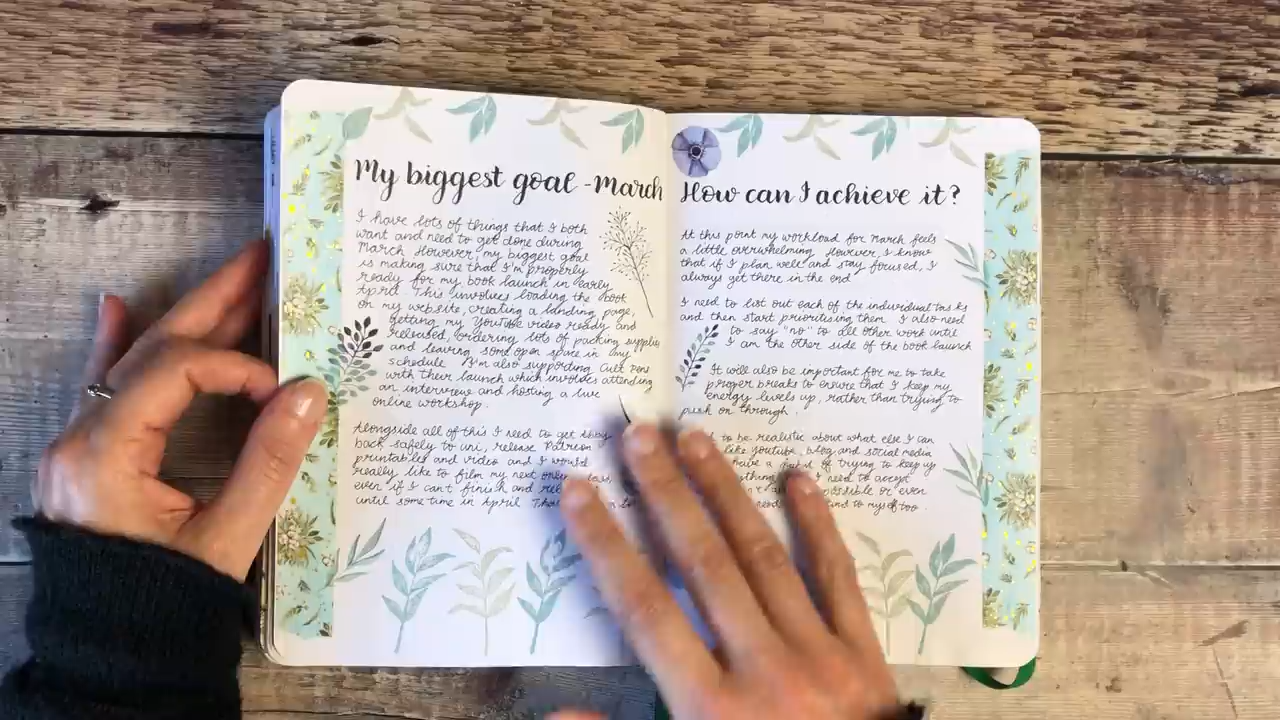 My biggest goal - March
I have lots of things that I both
want and need to get done during
March. However, my biggest goal
is making sure that I'm properly
ready for my book launch in early
April. This involves loading the book
on my website, creating a landing page,
getting my YouTube video ready and
released, ordering lots of packing supplies
and leaving some open space in my
schedule. I'm also supporting Cult Pens
with their launch which involves attending
an interview and hosting a live
online workshop.
Alongside all of this I need to get
back safely to uni, release Patreon
printables and video and I would
really like to film my next
even if I can't finish and
until some time in April.
How can I achieve it?
At this point my workload for March feels
a little overwhelming. However, I know
that if I plan well and stay focused, I
always get there in the end.
I need to list out each of the individual tasks
and then start prioritising them. I also need
to say "no" to all other work until
I am the other side of the book launch
It will also be important for me to take
proper breaks to ensure that I keep my
energy levels up, rather than trying to
push on through.
to be realistic about what else I can
like YouTube, blog and social media
have a habit of trying to keep up
I need to accept
possible or even
kind to myself too.